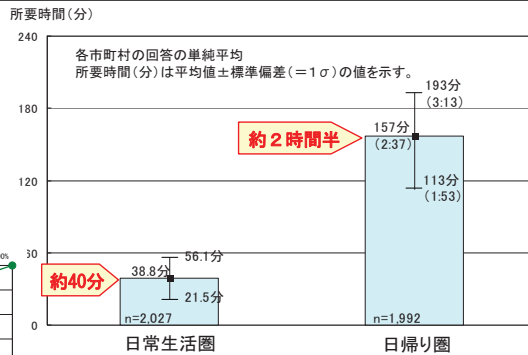 所要時間(分)
240
各市町村の回答の単純平均
所要時間(分)は平均値±標準偏差(=1σ)の値を示す。
193分
(3:13)
180
約2時間半
157分
(2:37)
120
113分
(1:53)
60
56.1分
38.8分
約40分
21.5分
0
n=2,027
n=1,992
日常生活圏
日帰り圏